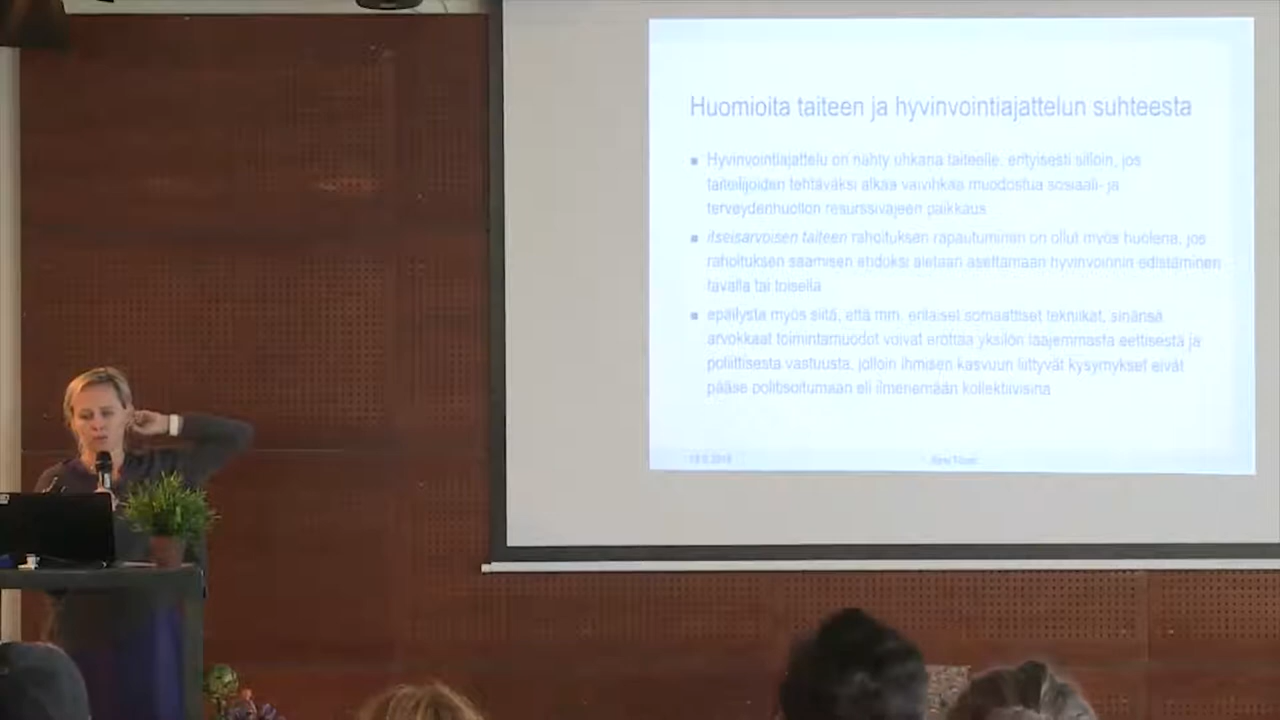 Huomioita taiteen ja hyvinvointiajattelun suhteesta
Hyvinvointiajattelu on nähty uhkana taiteelle, erityisesti silloin, jos
taiteilijoiden tehtäväksi alkaa vaivihkaa muodostua sosiaali- ja
terveydenhuollon resurssivajeen paikkaus
itseisarvoisen taiteen rahoituksen rapautuminen on ollut myös huolena, jos
rahoituksen saamisen ehdoksi aletaan asettamaan hyvinvoinnin edistäminen
tavalla tai toisella
epäilystä myös siitä, että mm. erilaiset somaattiset tekniikat, sinänsä
arvokkaat toimintamuodot voivat erottaa yksilön laajemmasta eettisestä ja
poliittisesta vastuusta, jolloin ihmisen kasvuun liittyvät kysymykset eivät
pääse politisoitumaan eli ilmenemään kollektiivisina